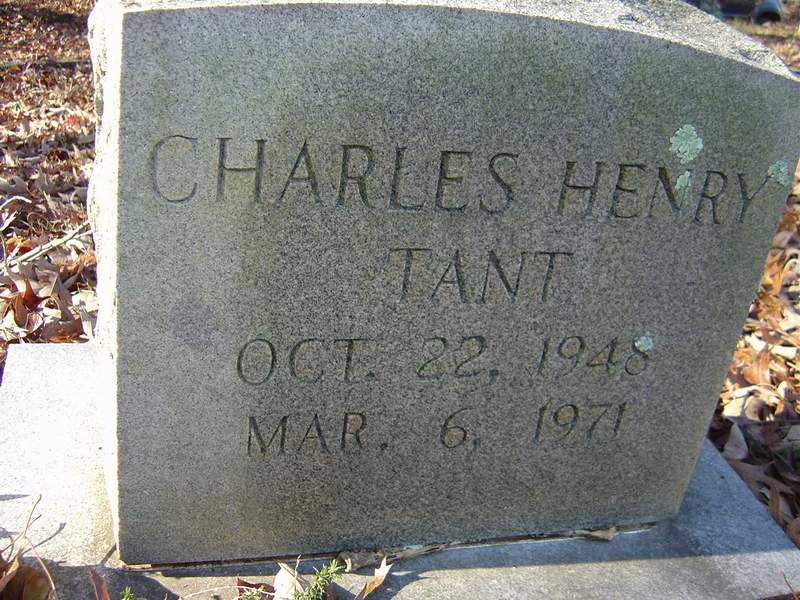 CHARLES HENRY
TANT
OCT. 22, 1948
MAR. 6, 1971